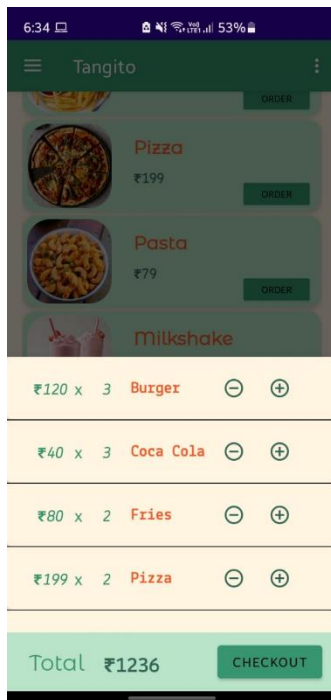 6:34 53%
Tangito
ORDER
Pizza
₹199
ORDER
Pasta
₹79
ORDER
Milkshake
₹120 x 3 Burger
₹40 x 3 Coca Cola
₹80 x 2 Fries
₹199 x 2 Pizza
Total ₹1236 CHECKOUT